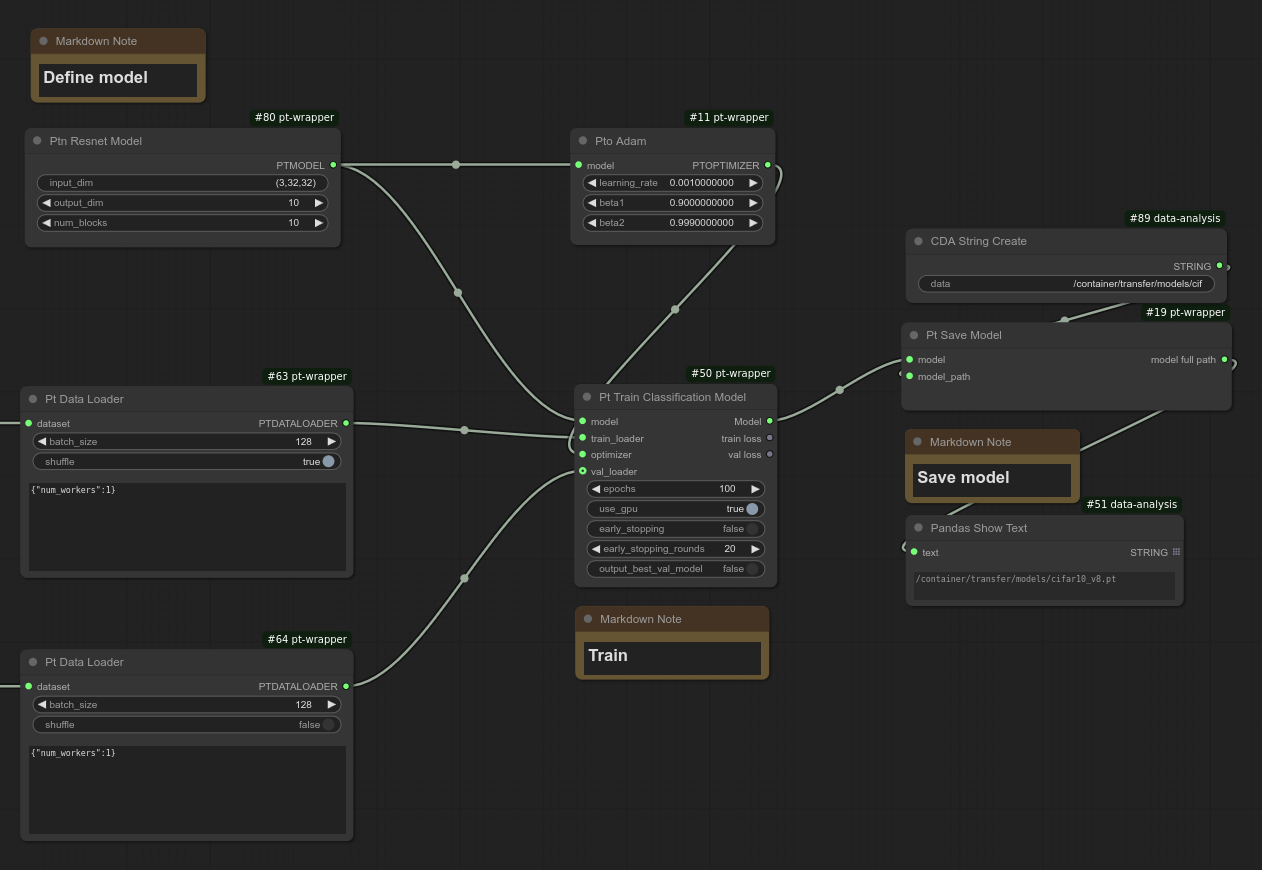 Markdown Note
Define model
#80 pt-wrapper
Ptn Resnet Model
PTMODEL
input_dim (3,32,32)
output_dim 10
num_blocks 10
#11 pt-wrapper
Pto Adam
model PTOPTIMIZER
learning_rate 0.0010000000
beta1 0.9000000000
beta2 0.9990000000
#63 pt-wrapper
Pt Data Loader
dataset PTDATALOADER
batch_size 128
shuffle true
{"num_workers":1}
#64 pt-wrapper
Pt Data Loader
dataset PTDATALOADER
batch_size 128
shuffle false
{"num_workers":1}
#50 pt-wrapper
Pt Train Classification Model
model Model
train_loader train loss
optimizer val loss
val_loader
epochs 100
use_gpu true
early_stopping false
early_stopping_rounds 20
output_best_val_model false
Markdown Note
Train
#89 data-analysis
CDA String Create
STRING
data /container/transfer/models/cif
#19 pt-wrapper
Pt Save Model
model model full path
model_path
Markdown Note
Save model
#51 data-analysis
Pandas Show Text
text STRING
/container/transfer/models/cifar10_v8.pt